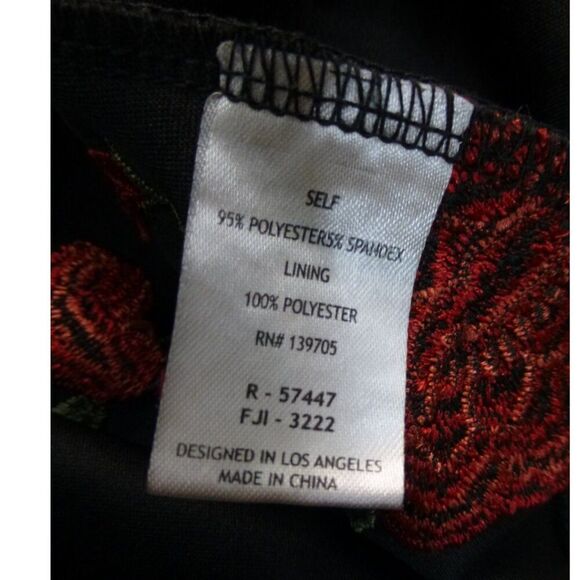 SELF
95% POLYESTER5% SPANDEX
LINING
100% POLYESTER
RN# 139705
R - 57447
FJI - 3222
DESIGNED IN LOS ANGELES
MADE IN CHINA